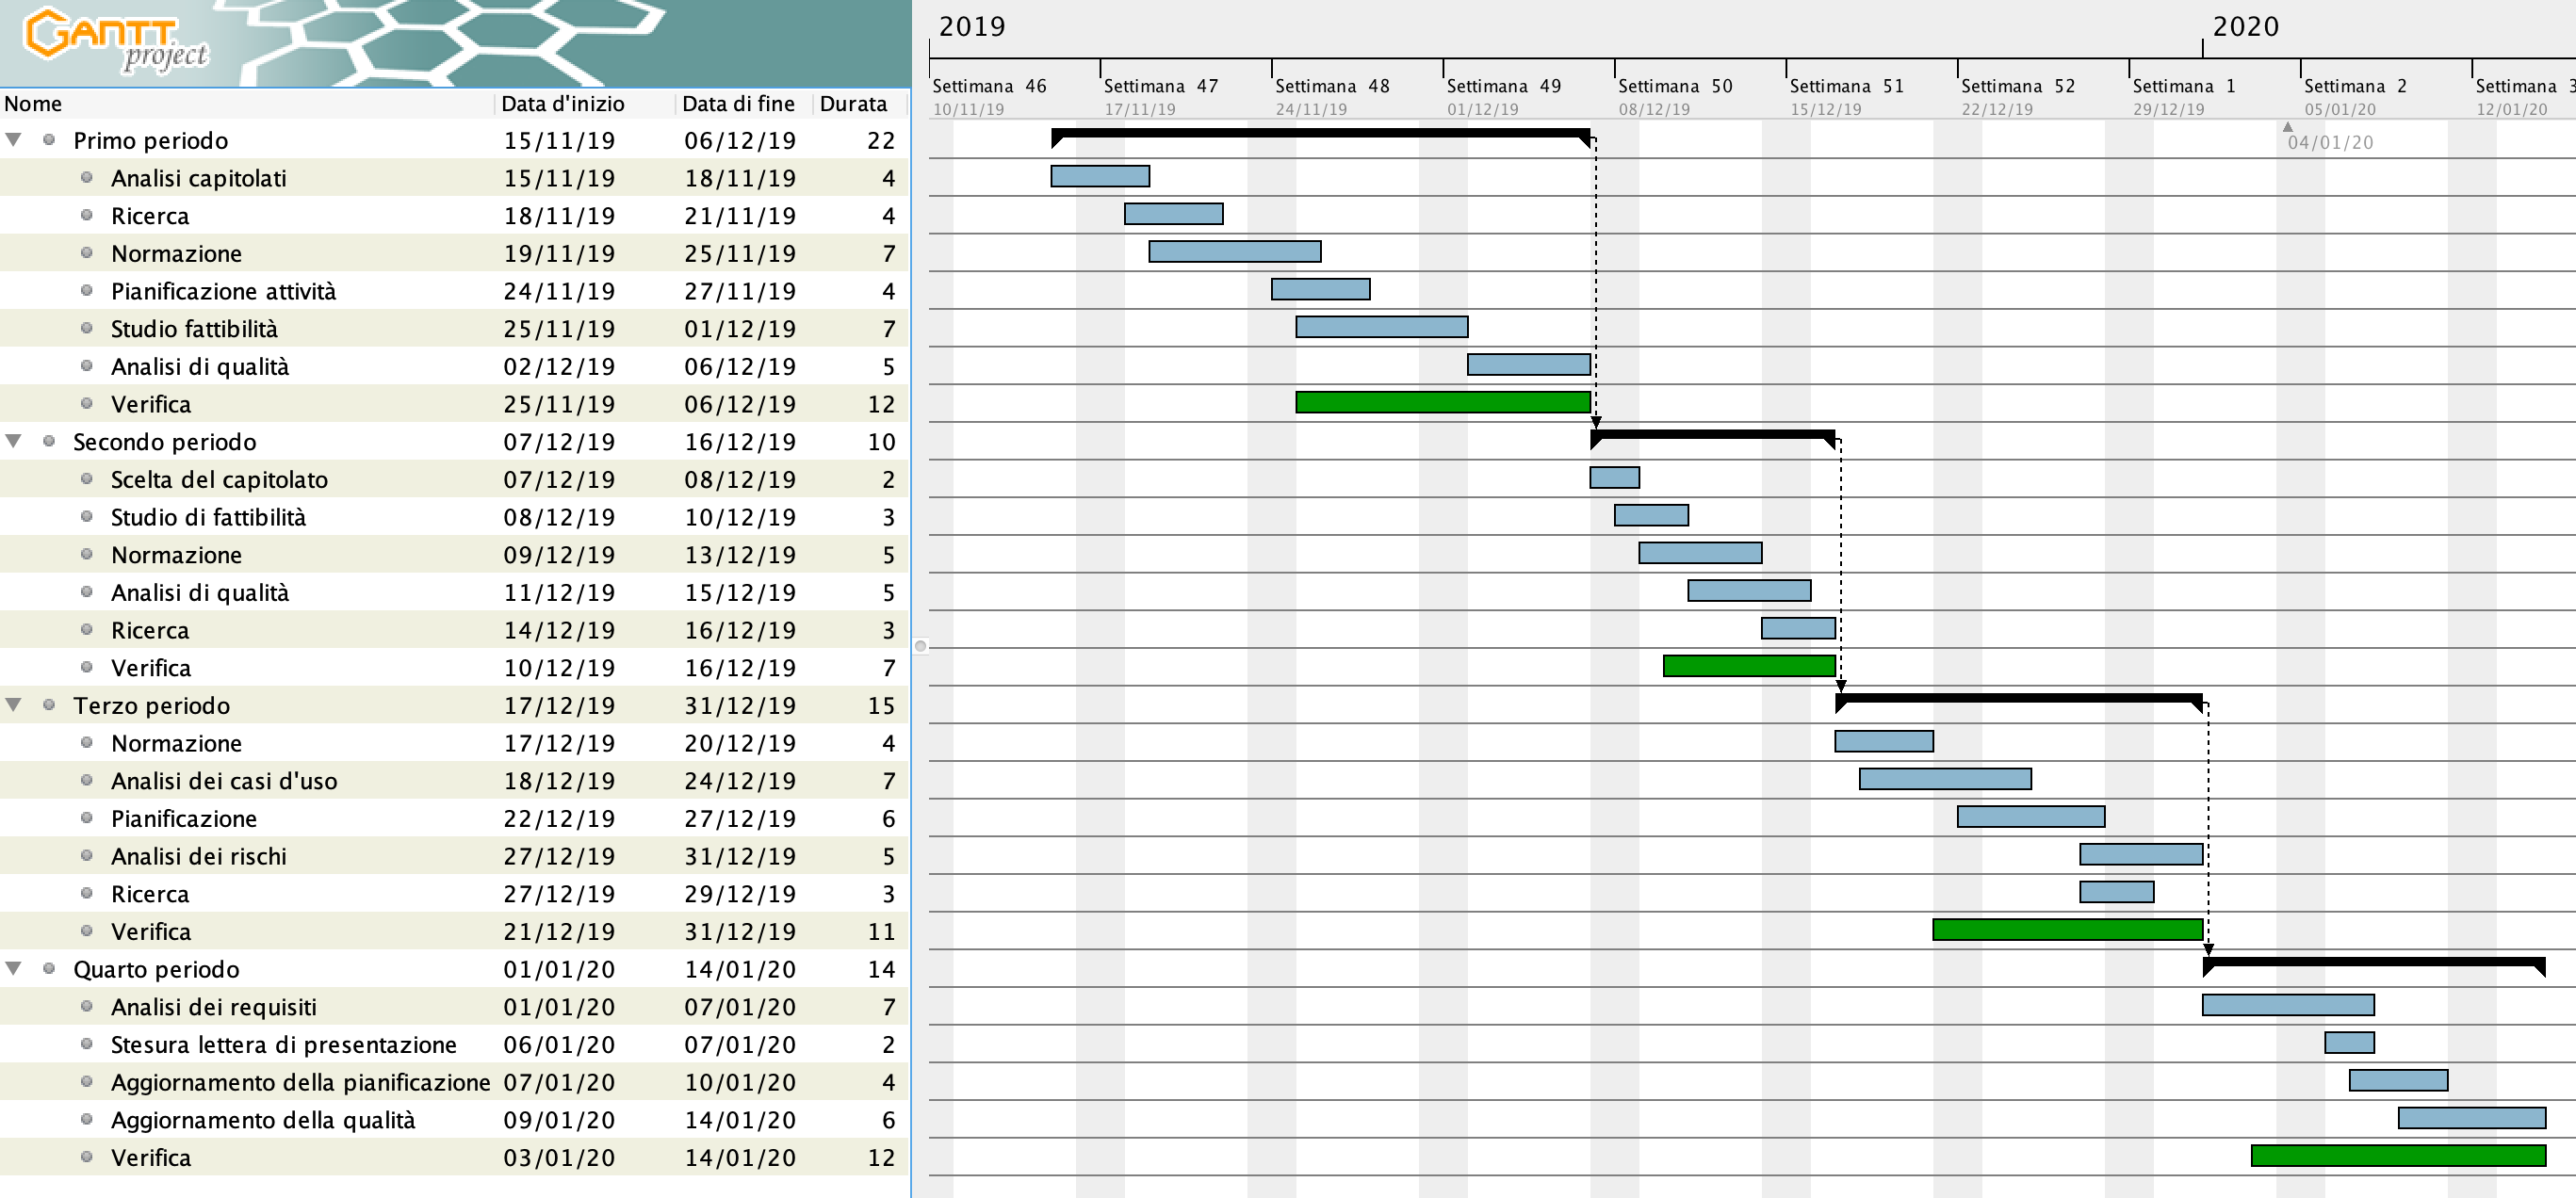 GANTT
project
Nome Data d'inizio Data di fine Durata
Primo periodo 15/11/19 06/12/19 22
Analisi capitolati 15/11/19 18/11/19 4
Ricerca 18/11/19 21/11/19 4
Normazione 19/11/19 25/11/19 7
Pianificazione attività 24/11/19 27/11/19 4
Studio fattibilità 25/11/19 01/12/19 7
Analisi di qualità 02/12/19 06/12/19 5
Verifica 25/11/19 06/12/19 12
Secondo periodo 07/12/19 16/12/19 10
Scelta del capitolato 07/12/19 08/12/19 2
Studio di fattibilità 08/12/19 10/12/19 3
Normazione 09/12/19 13/12/19 5
Analisi di qualità 11/12/19 15/12/19 5
Ricerca 14/12/19 16/12/19 3
Verifica 10/12/19 16/12/19 7
Terzo periodo 17/12/19 31/12/19 15
Normazione 17/12/19 20/12/19 4
Analisi dei casi d'uso 18/12/19 24/12/19 7
Pianificazione 22/12/19 27/12/19 6
Analisi dei rischi 27/12/19 31/12/19 5
Ricerca 27/12/19 29/12/19 3
Verifica 21/12/19 31/12/19 11
Quarto periodo 01/01/20 14/01/20 14
Analisi dei requisiti 01/01/20 07/01/20 7
Stesura lettera di presentazione 06/01/20 07/01/20 2
Aggiornamento della pianificazione 07/01/20 10/01/20 4
Aggiornamento della qualità 09/01/20 14/01/20 6
Verifica 03/01/20 14/01/20 12
2019 2020
Settimana 46 Settimana 47 Settimana 48 Settimana 49 Settimana 50 Settimana 51 Settimana 52 Settimana 1 Settimana 2 Settimana 3
10/11/19 17/11/19 24/11/19 01/12/19 08/12/19 15/12/19 22/12/19 29/12/19 05/01/20 12/01/20
04/01/20